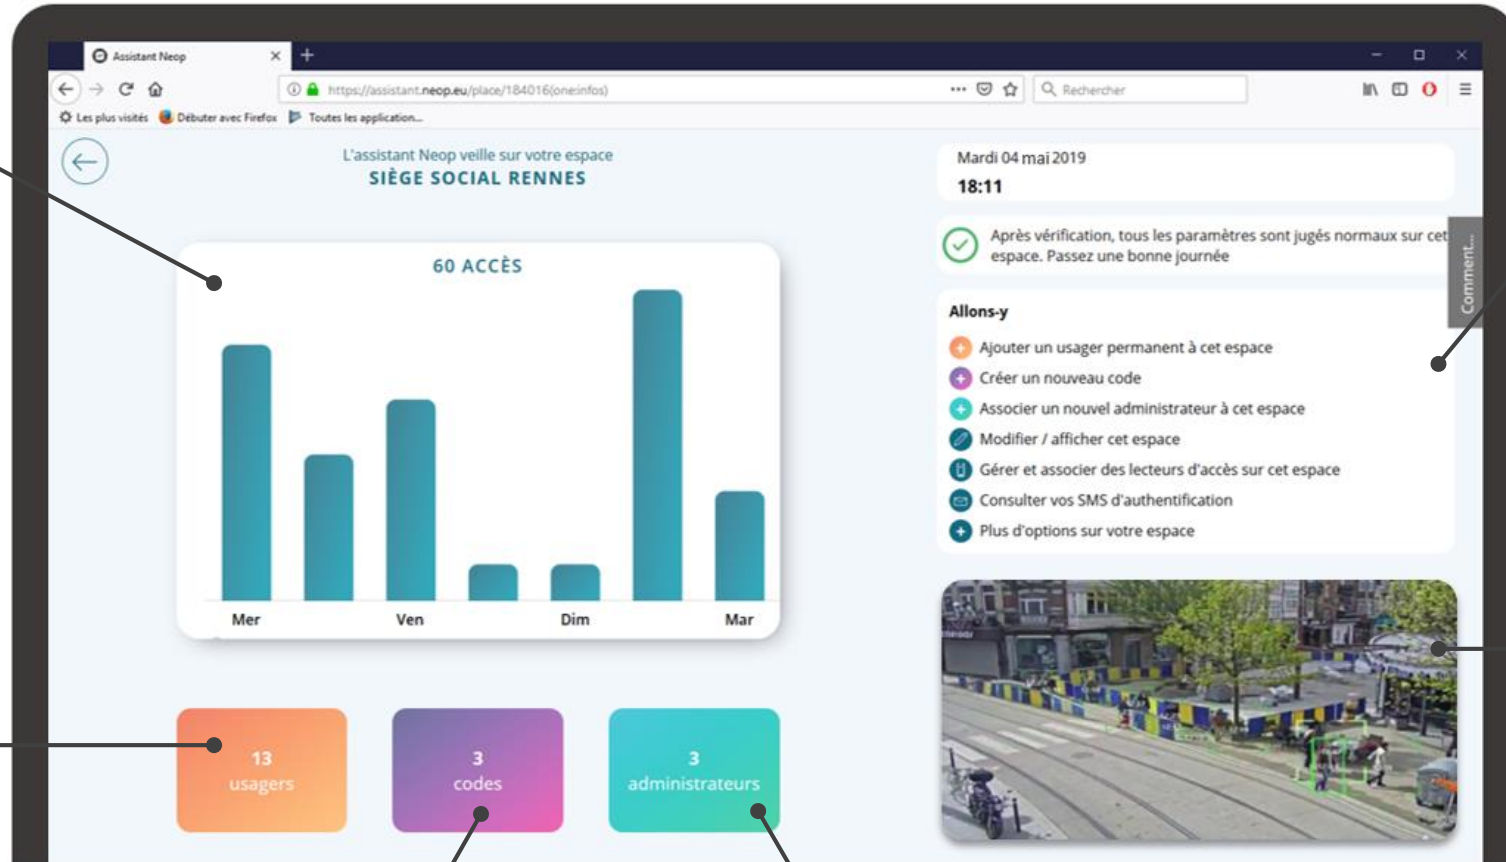 Assistant Neop
https://assistant.neop.eu/place/184016(one:infos)
Rechercher
Les plus visités
Débuter avec Firefox
Toutes les application...
L'assistant Neop veille sur votre espace
SIÈGE SOCIAL RENNES
60 ACCÈS
Mer
Ven
Dim
Mar
13
usagers
3
codes
3
administrateurs
Mardi 04 mai 2019
18:11
Après vérification, tous les paramètres sont jugés normaux sur cet
espace. Passez une bonne journée
Comment...
Allons-y
Ajouter un usager permanent à cet espace
Créer un nouveau code
Associer un nouvel administrateur à cet espace
Modifier / afficher cet espace
Gérer et associer des lecteurs d'accès sur cet espace
Consulter vos SMS d'authentification
Plus d'options sur votre espace